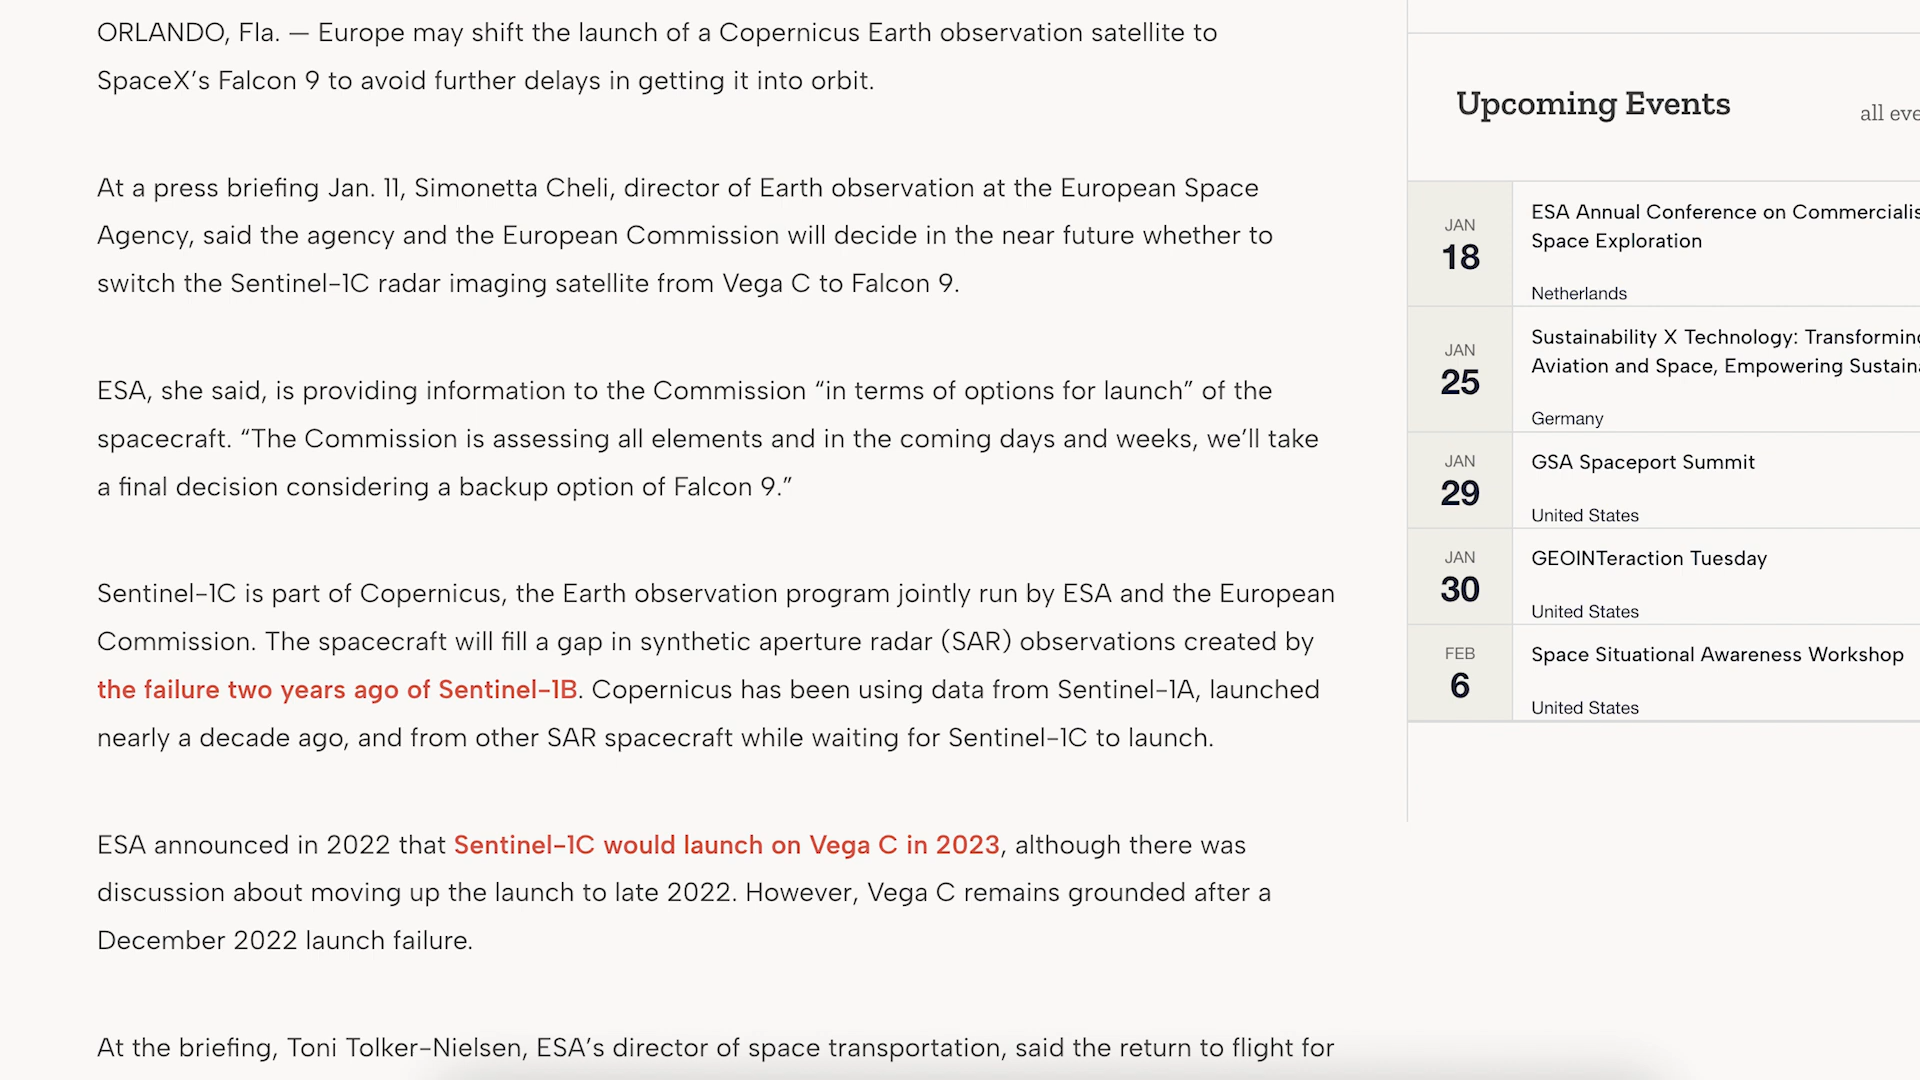 ORLANDO, Fla. — Europe may shift the launch of a Copernicus Earth observation satellite to
SpaceX’s Falcon 9 to avoid further delays in getting it into orbit.
At a press briefing Jan. 11, Simonetta Cheli, director of Earth observation at the European Space
Agency, said the agency and the European Commission will decide in the near future whether to
switch the Sentinel-1C radar imaging satellite from Vega C to Falcon 9.
ESA, she said, is providing information to the Commission “in terms of options for launch” of the
spacecraft. “The Commission is assessing all elements and in the coming days and weeks, we’ll take
a final decision considering a backup option of Falcon 9.”
Sentinel-1C is part of Copernicus, the Earth observation program jointly run by ESA and the European
Commission. The spacecraft will fill a gap in synthetic aperture radar (SAR) observations created by
the failure two years ago of Sentinel-1B. Copernicus has been using data from Sentinel-1A, launched
nearly a decade ago, and from other SAR spacecraft while waiting for Sentinel-1C to launch.
ESA announced in 2022 that Sentinel-1C would launch on Vega C in 2023, although there was
discussion about moving up the launch to late 2022. However, Vega C remains grounded after a
December 2022 launch failure.
At the briefing, Toni Tolker-Nielsen, ESA’s director of space transportation, said the return to flight for
Upcoming Events
all eve
JAN
18
ESA Annual Conference on Commercialis
Space Exploration
Netherlands
JAN
25
Sustainability X Technology: Transforming
Aviation and Space, Empowering Sustain
Germany
JAN
29
GSA Spaceport Summit
United States
JAN
30
GEOINTeraction Tuesday
United States
FEB
6
Space Situational Awareness Workshop
United States